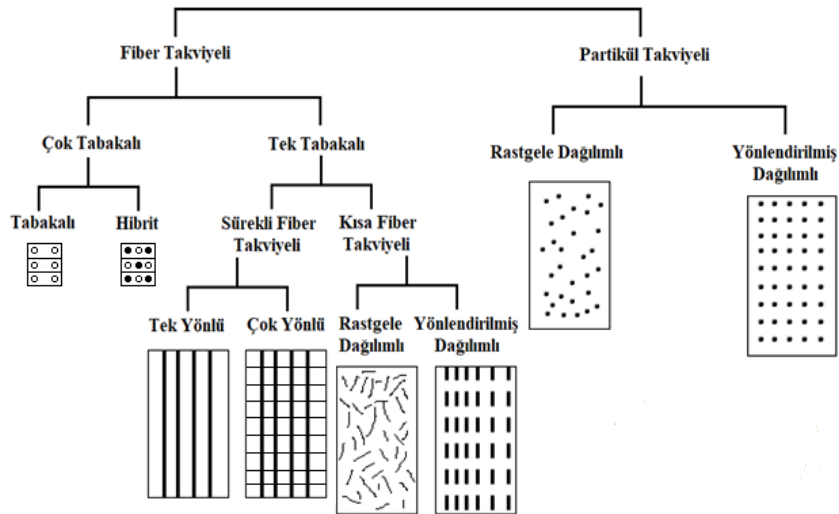 Fiber Takviyeli
Partikül Takviyeli
Çok Tabakalı
Tek Tabakalı
Rastgele Dağılımlı
Yönlendirilmiş
Dağılımlı
Tabakalı
Hibrit
Sürekli Fiber
Takviyeli
Kısa Fiber
Takviyeli
Tek Yönlü
Çok Yönlü
Rastgele
Dağılımlı
Yönlendirilmiş
Dağılımlı